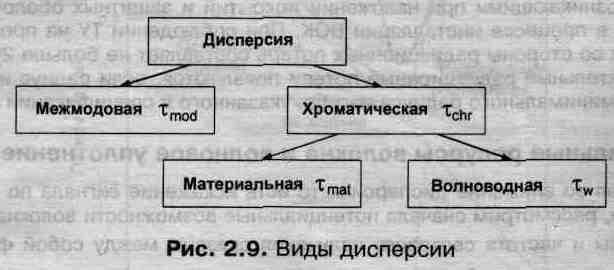 Дисперсия
Межмодовая τmod
Хроматическая τchr
Материальная τmat
Волноводная τw
Рис. 2.9. Виды дисперсии